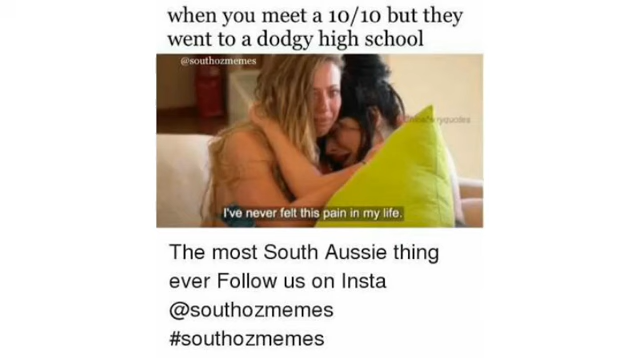 when you meet a 10/10 but they
went to a dodgy high school
@southozmemes
I've never felt this pain in my life.
The most South Aussie thing
ever Follow us on Insta
@southozmemes
#southozmemes